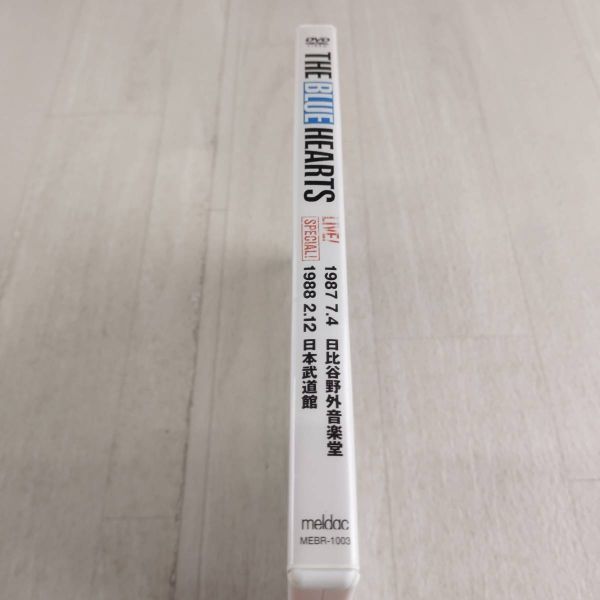 DVD
THE BLUE HEARTS
LIVE! 1987 7.4 日比谷野外音楽堂
SPECIAL! 1988 2.12 日本武道館
meldac
MEBR-1003